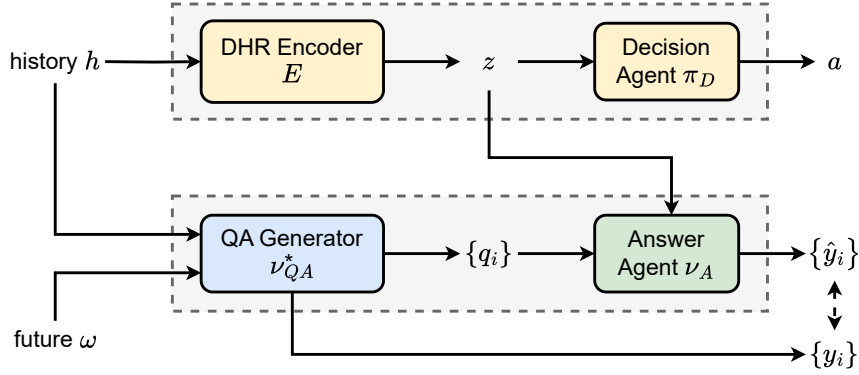 history h
DHR Encoder
E
z
Decision
Agent π_D
a
QA Generator
ν*_QA
{q_i}
Answer
Agent ν_A
{ŷ_i}
future ω
{y_i}